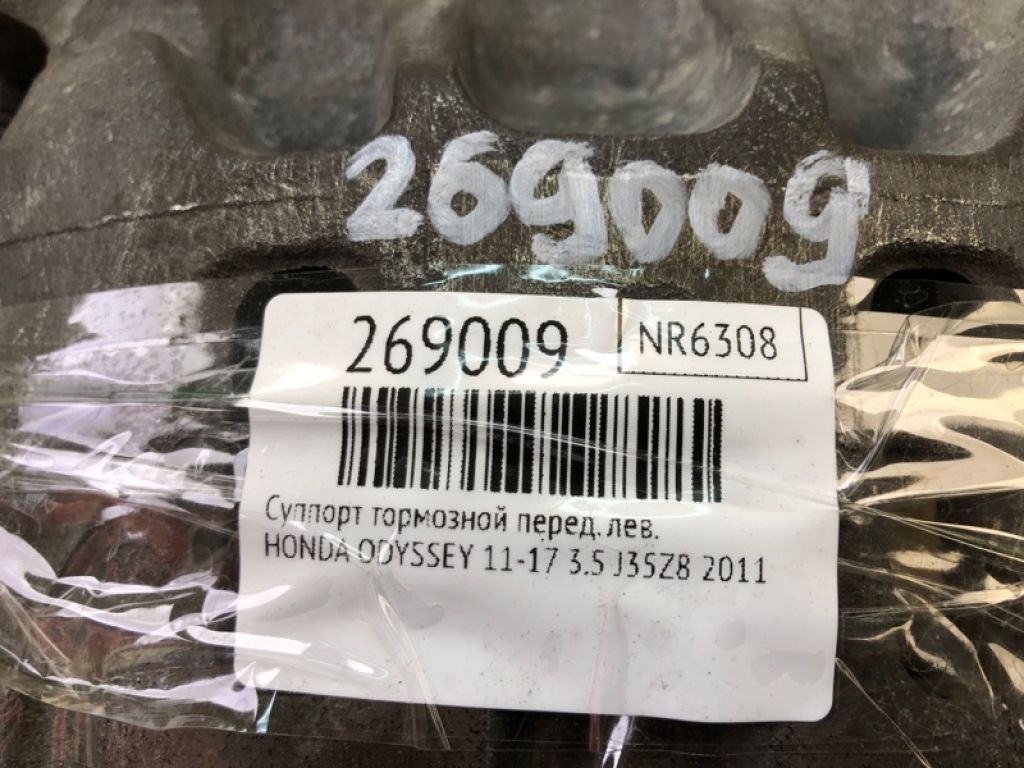 269009
269009
NR6308
Суппорт тормозной перед. лев.
HONDA ODYSSEY 11-17 3.5 J35Z8 2011